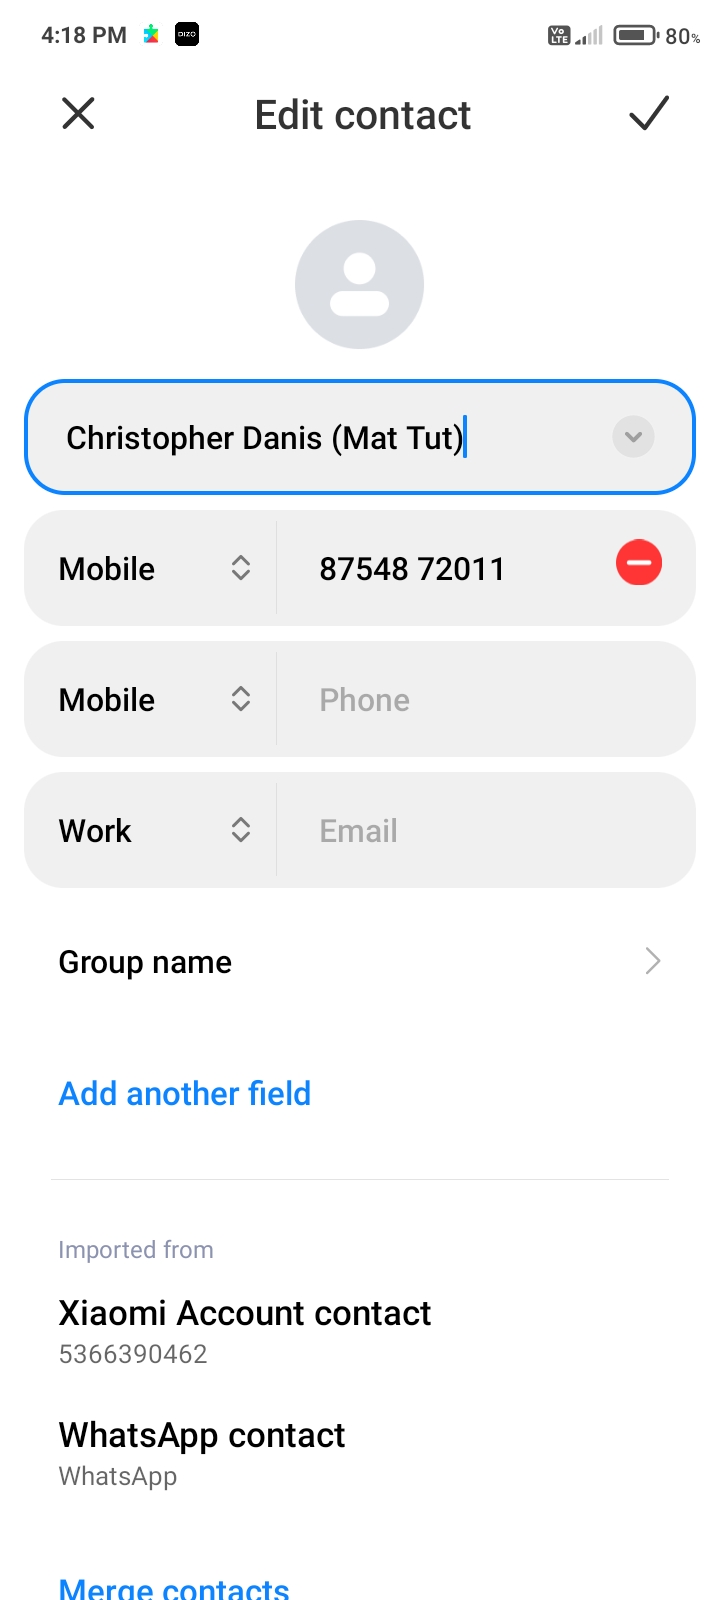 4:18 PM DIZO Vo LTE 80%
Edit contact
Christopher Danis (Mat Tut)
Mobile 87548 72011
Mobile Phone
Work Email
Group name
Add another field
Imported from
Xiaomi Account contact
5366390462
WhatsApp contact
WhatsApp
Merge contacts